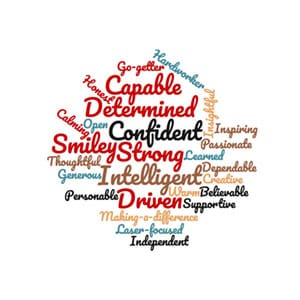 Hardworker
Go-getter
Capable
Honest
Determined
Insightful
Calming
Open
Confident
Inspiring
Smiley
Strong
Passionate
Thoughtful
Learned
Generous
Intelligent
Dependable
Creative
Personable
Driven
Warm
Believable
Supportive
Making-a-difference
Laser-focused
Independent